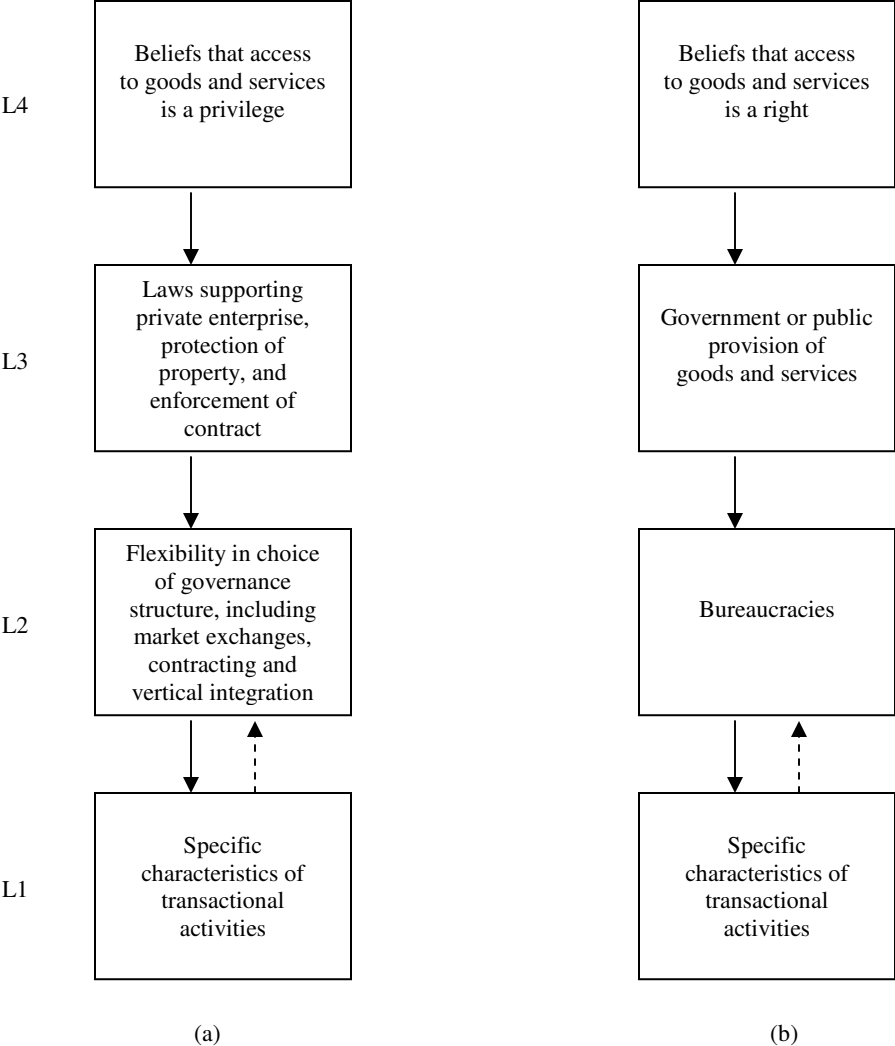 L4
Beliefs that access
to goods and services
is a privilege
Beliefs that access
to goods and services
is a right
L3
Laws supporting
private enterprise,
protection of
property, and
enforcement of
contract
Government or public
provision of
goods and services
L2
Flexibility in choice
of governance
structure, including
market exchanges,
contracting and
vertical integration
Bureaucracies
L1
Specific
characteristics of
transactional
activities
Specific
characteristics of
transactional
activities
(a)
(b)